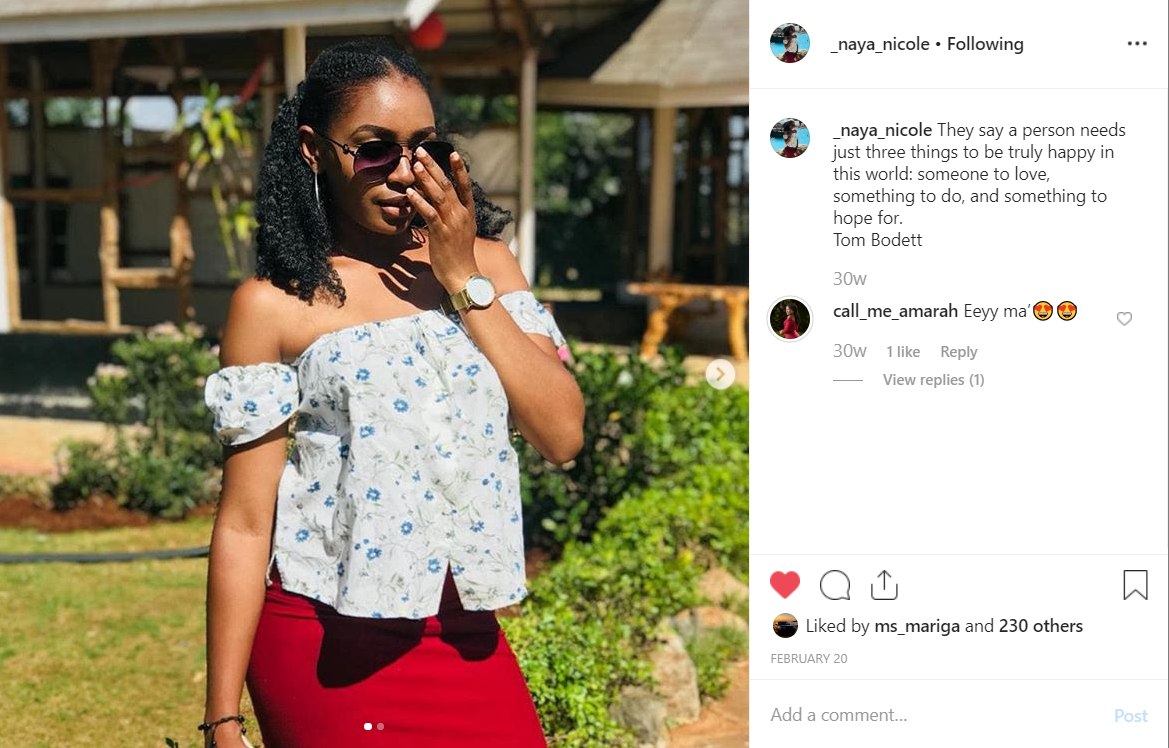 _naya_nicole • Following
_naya_nicole They say a person needs
just three things to be truly happy in
this world: someone to love,
something to do, and something to
hope for.
Tom Bodett
30w
call_me_amarah Eeyy ma’😍😍
30w 1 like Reply
View replies (1)
Liked by ms_mariga and 230 others
FEBRUARY 20
Add a comment... Post